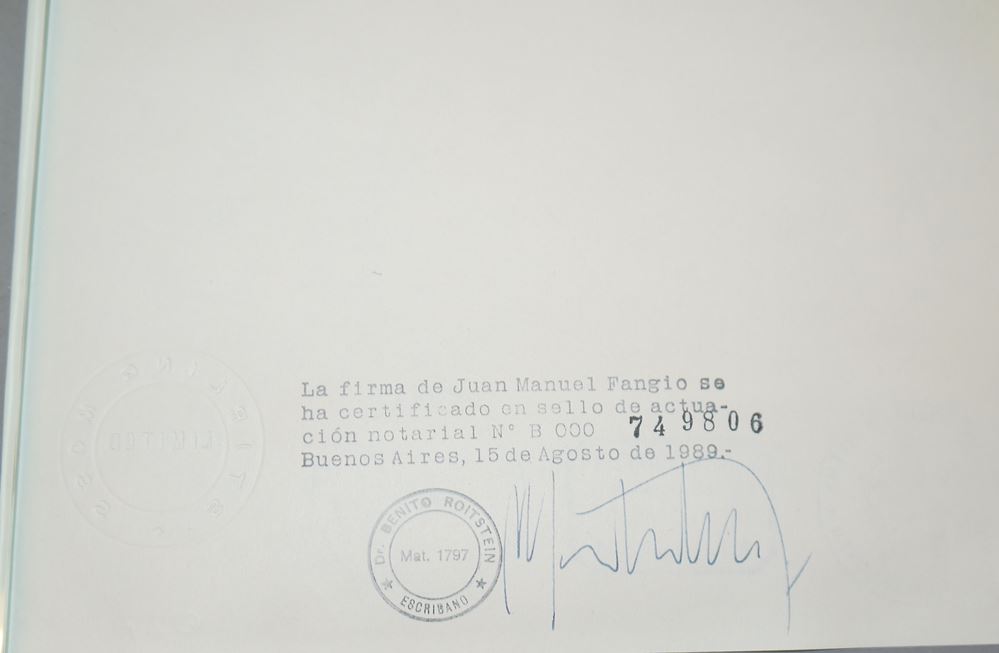 La firma de Juan Manuel Fangio se
ha certificado en sello de actua-
ción notarial N° B 000 749806
Buenos Aires, 15 de Agosto de 1989.-
Dr. BENITO ROITSTEIN
Mat. 1797
ESCRIBANO